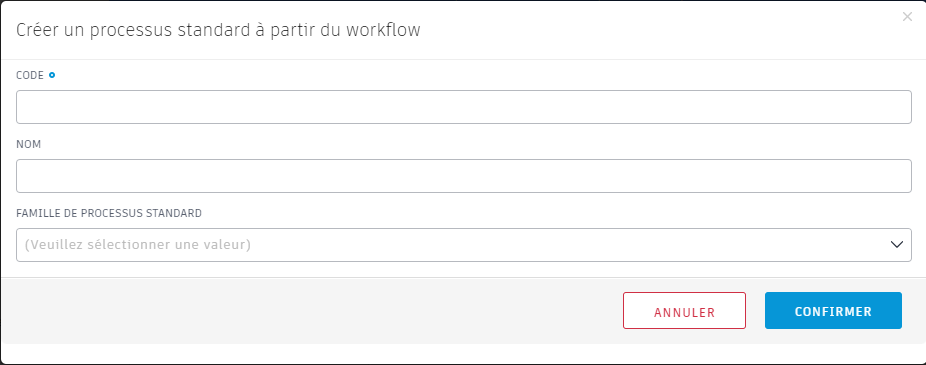 Créer un processus standard à partir du workflow
CODE
NOM
FAMILLE DE PROCESSUS STANDARD
(Veuillez sélectionner une valeur)
ANNULER
CONFIRMER